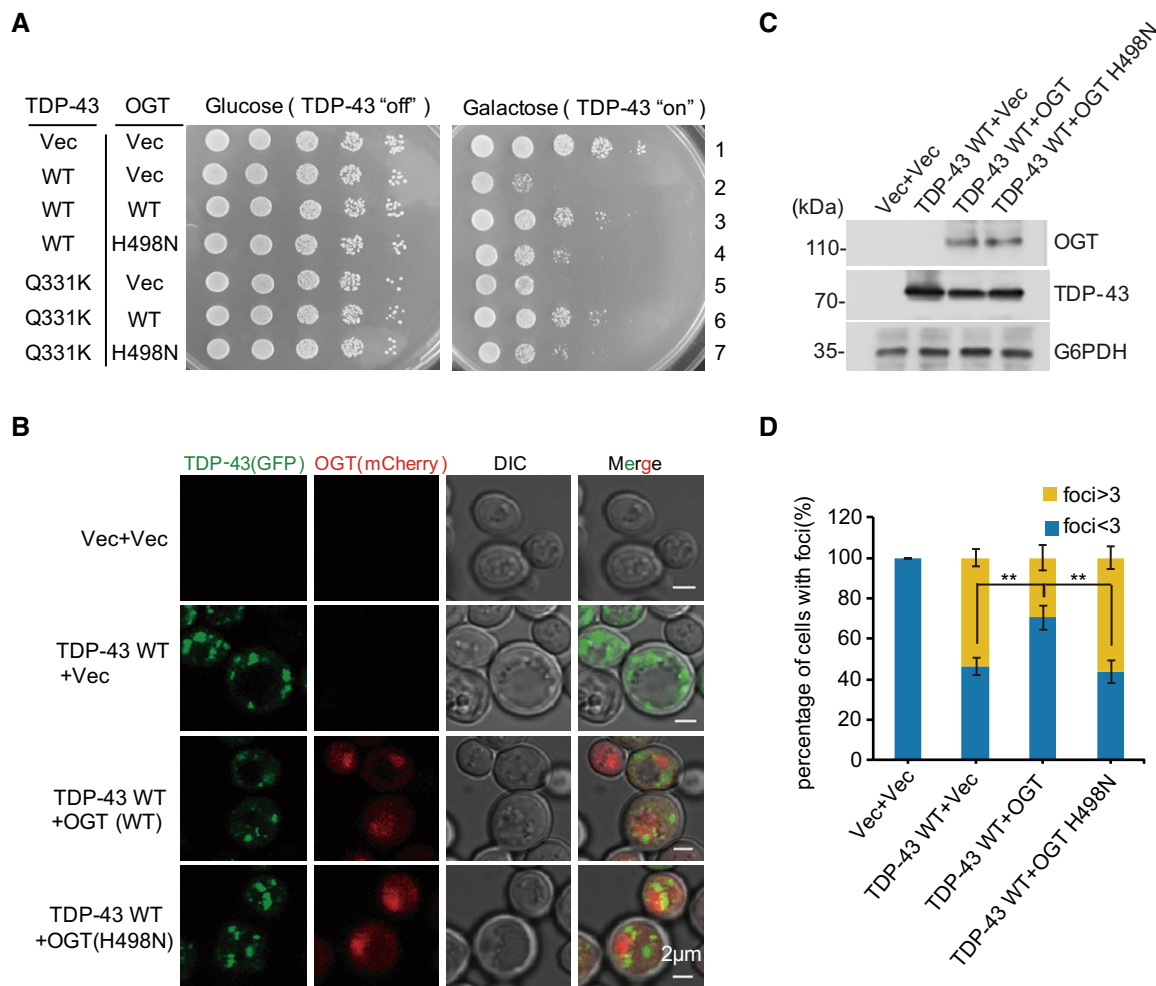 A
TDP-43 OGT Glucose ( TDP-43 “off” ) Galactose ( TDP-43 “on” )
Vec Vec 1
WT Vec 2
WT WT 3
WT H498N 4
Q331K Vec 5
Q331K WT 6
Q331K H498N 7
C
Vec+Vec
TDP-43 WT+Vec
TDP-43 WT+OGT
TDP-43 WT+OGT H498N
(kDa)
110- OGT
70- TDP-43
35- G6PDH
B
TDP-43(GFP) OGT(mCherry) DIC Merge
Vec+Vec
TDP-43 WT
+Vec
TDP-43 WT
+OGT (WT)
TDP-43 WT
+OGT(H498N)
2μm
D
foci>3
foci<3
percentage of cells with foci(%)
120
100
80
60
40
20
0
** **
Vec+Vec
TDP-43 WT+Vec
TDP-43 WT+OGT
TDP-43 WT+OGT H498N